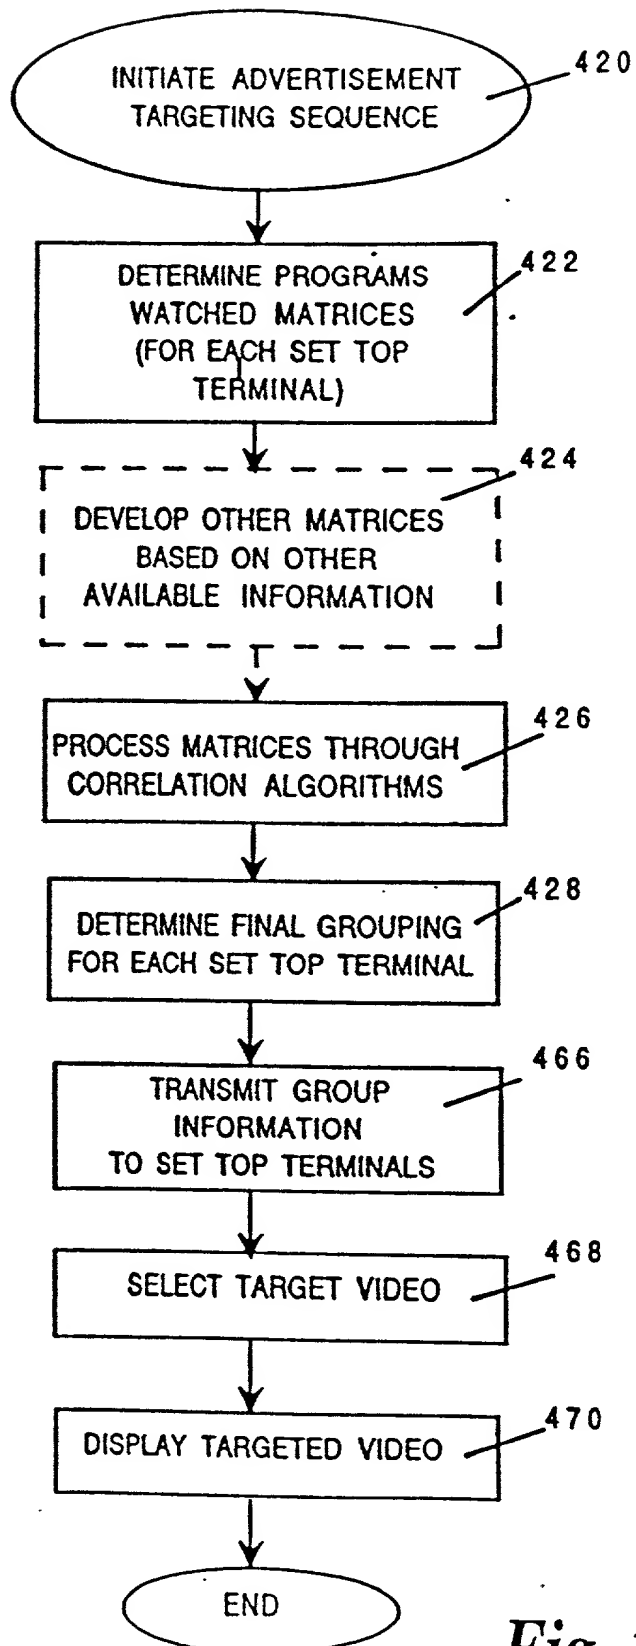 INITIATE ADVERTISEMENT
TARGETING SEQUENCE
420
DETERMINE PROGRAMS
WATCHED MATRICES
(FOR EACH SET TOP
TERMINAL)
422
DEVELOP OTHER MATRICES
BASED ON OTHER
AVAILABLE INFORMATION
424
PROCESS MATRICES THROUGH
CORRELATION ALGORITHMS
426
DETERMINE FINAL GROUPING
FOR EACH SET TOP TERMINAL
428
TRANSMIT GROUP
INFORMATION
TO SET TOP TERMINALS
466
SELECT TARGET VIDEO
468
DISPLAY TARGETED VIDEO
470
END
Fig